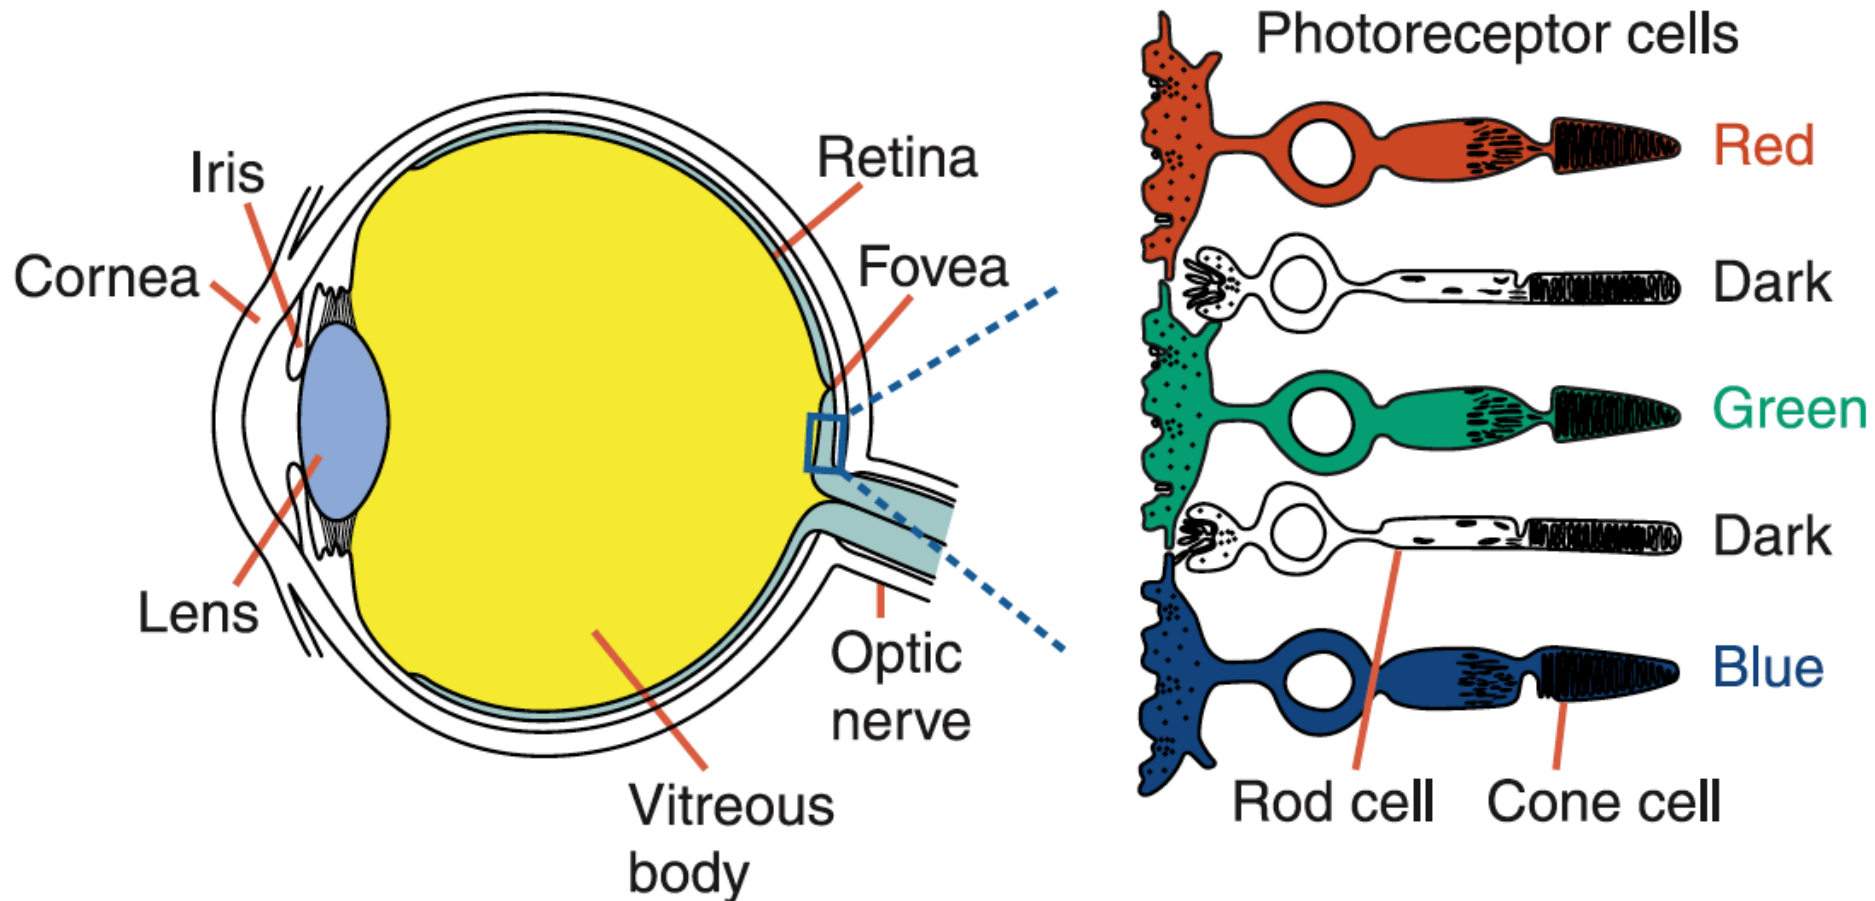 Photoreceptor cells
Iris
Cornea
Lens
Retina
Fovea
Optic
nerve
Vitreous
body
Red
Dark
Green
Dark
Blue
Rod cell
Cone cell